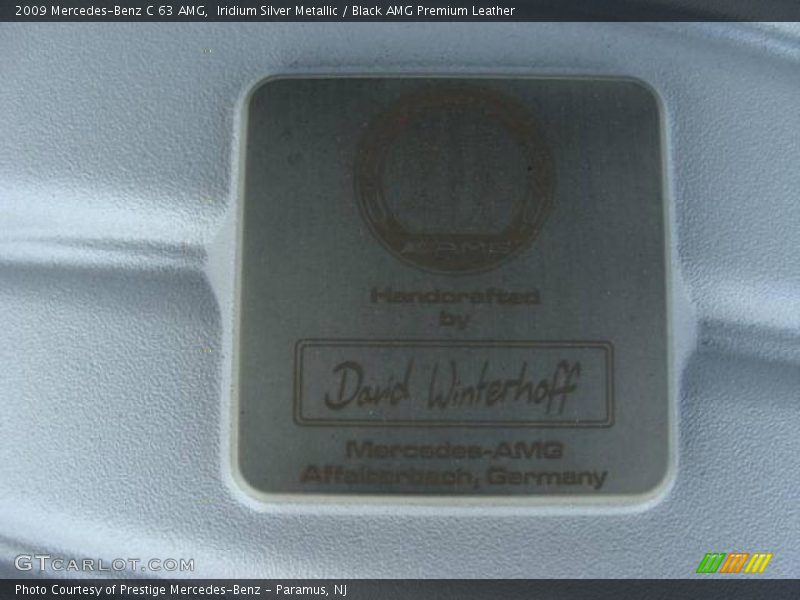 2009 Mercedes-Benz C 63 AMG,  Iridium Silver Metallic / Black AMG Premium Leather
AMG
Handcrafted
by
David Winterhoff
Mercedes-AMG
Affalterbach, Germany
GTCARLOT.COM
Photo Courtesy of Prestige Mercedes-Benz - Paramus, NJ